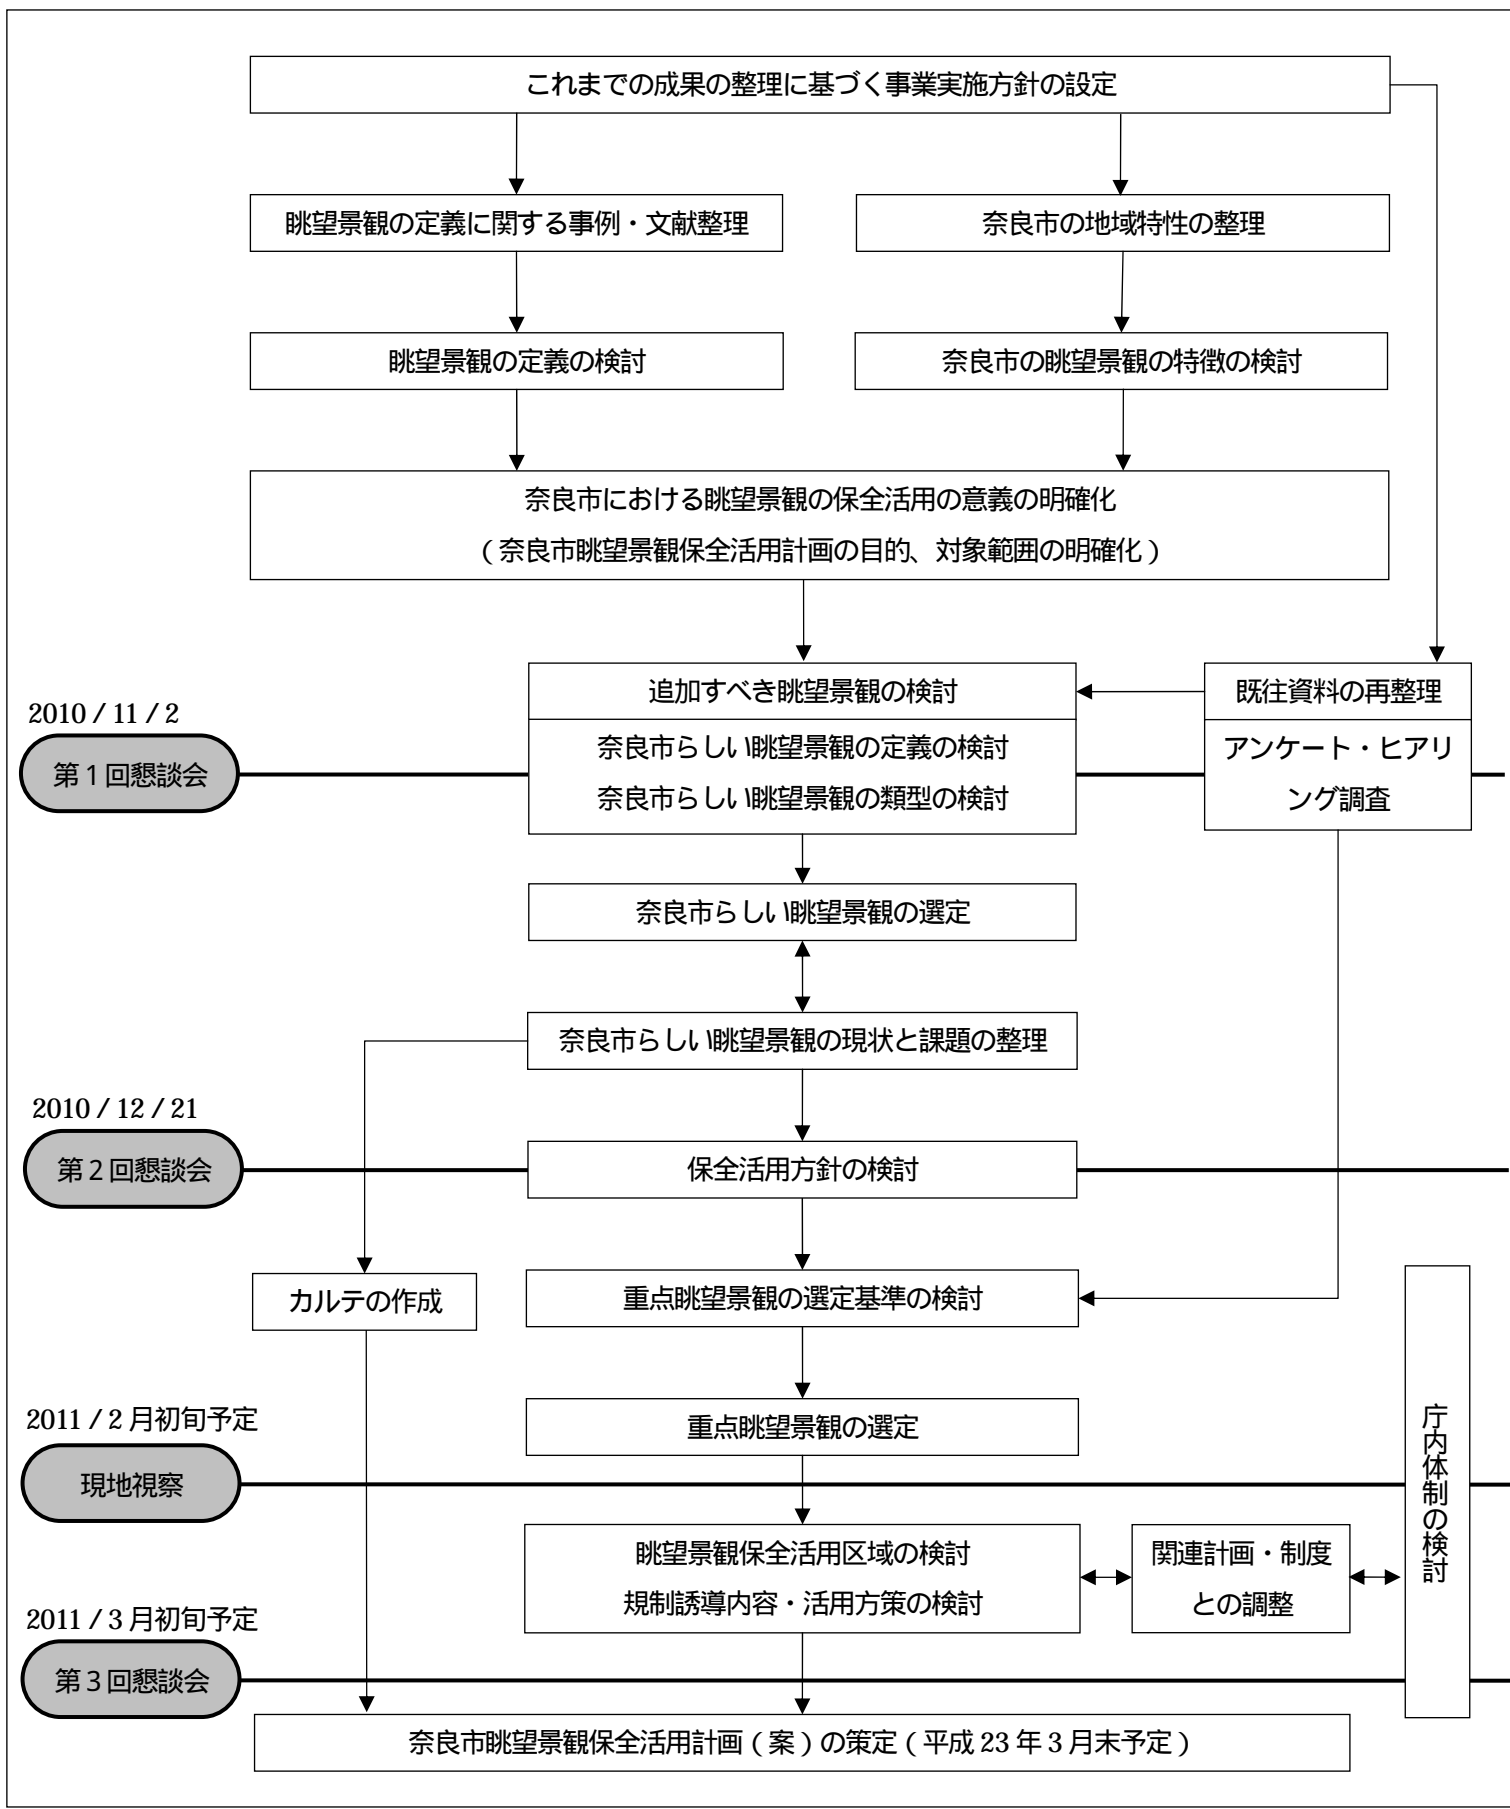 これまでの成果の整理に基づく事業実施方針の設定
眺望景観の定義に関する事例・文献整理
奈良市の地域特性の整理
眺望景観の定義の検討
奈良市の眺望景観の特徴の検討
奈良市における眺望景観の保全活用の意義の明確化
（奈良市眺望景観保全活用計画の目的、対象範囲の明確化）
追加すべき眺望景観の検討
既往資料の再整理
2010 / 11 / 2
第1回懇談会
奈良市らしい眺望景観の定義の検討
奈良市らしい眺望景観の類型の検討
アンケート・ヒアリ
ング調査
奈良市らしい眺望景観の選定
奈良市らしい眺望景観の現状と課題の整理
2010 / 12 / 21
第2回懇談会
保全活用方針の検討
カルテの作成
重点眺望景観の選定基準の検討
2011 / 2 月初旬予定
重点眺望景観の選定
現地視察
庁内体制の検討
眺望景観保全活用区域の検討
規制誘導内容・活用方策の検討
関連計画・制度
との調整
2011 / 3 月初旬予定
第3回懇談会
奈良市眺望景観保全活用計画（案）の策定（平成 23 年 3 月末予定）